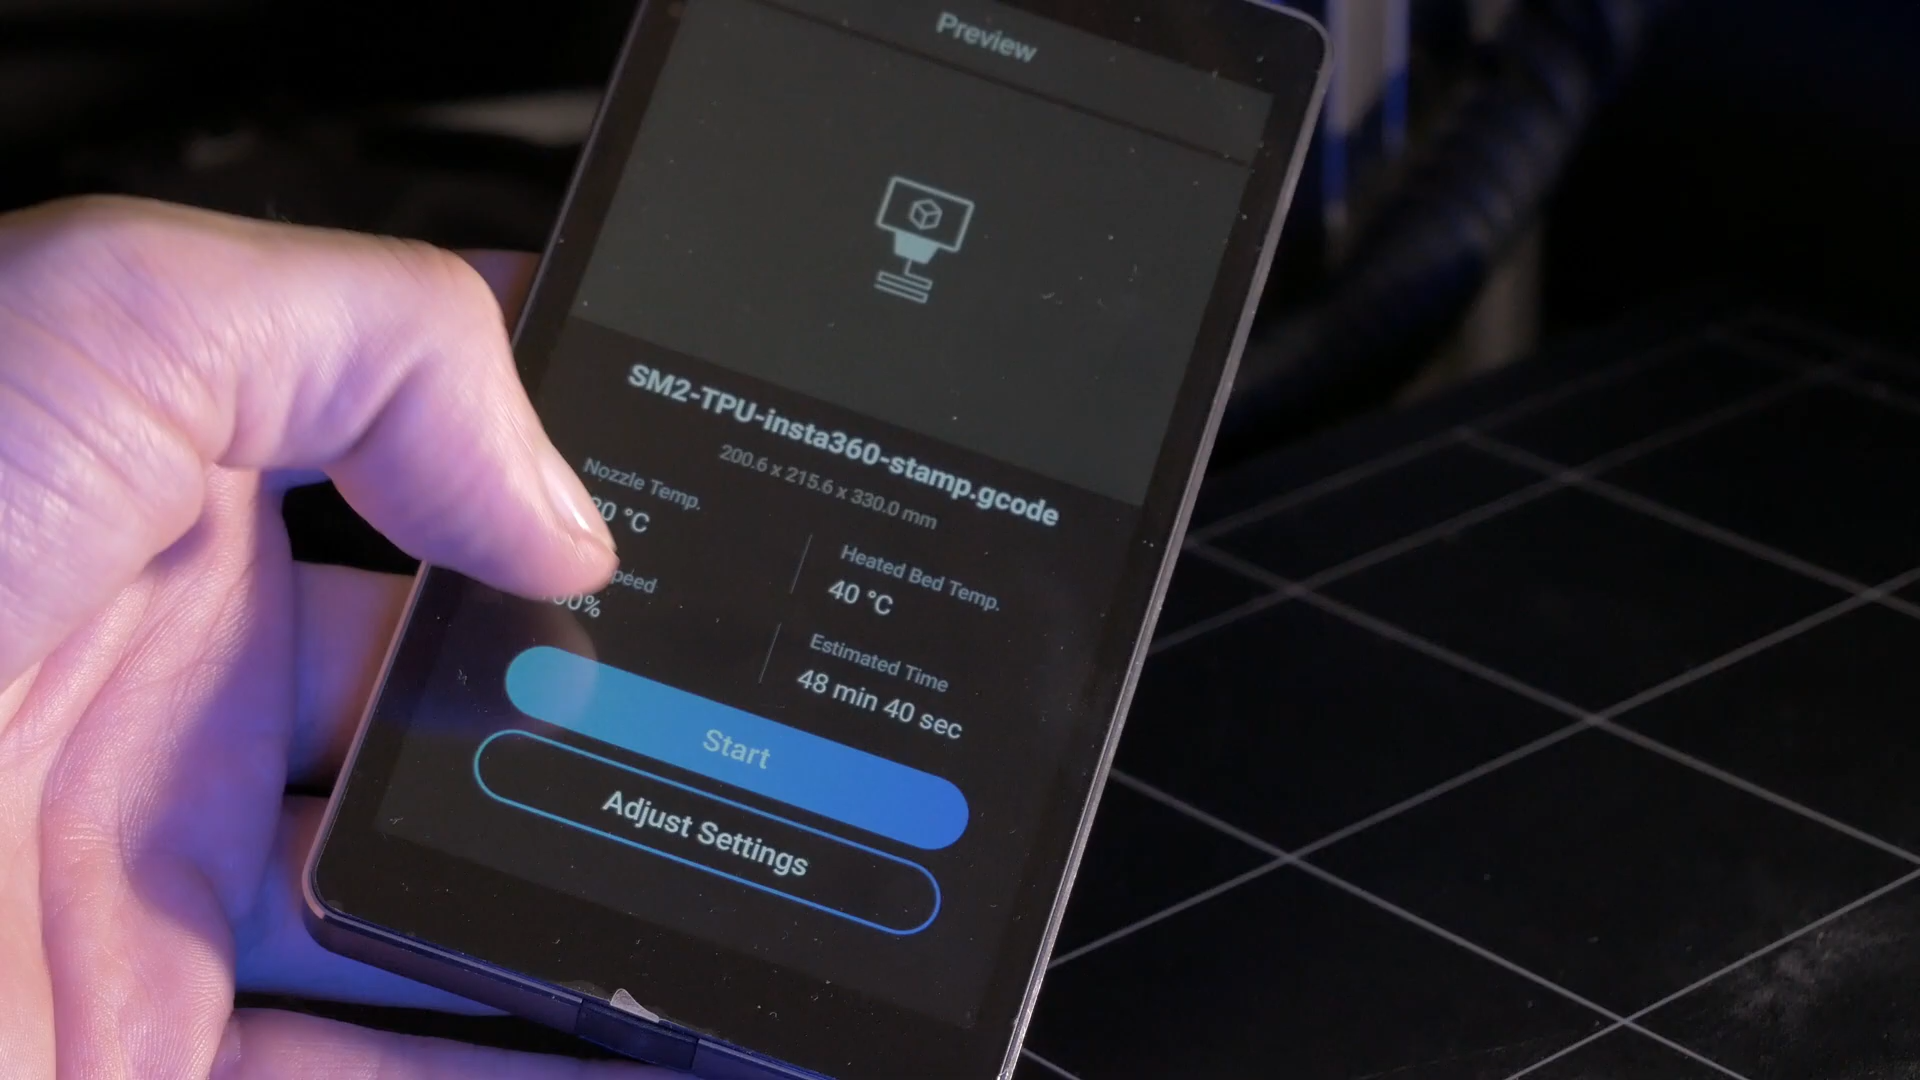 Preview
SM2-TPU-insta360-stamp.gcode
200.6 x 215.6 x 330.0 mm
Nozzle Temp.
°C
Heated Bed Temp.
40 °C
Estimated Time
48 min 40 sec
Start
Adjust Settings